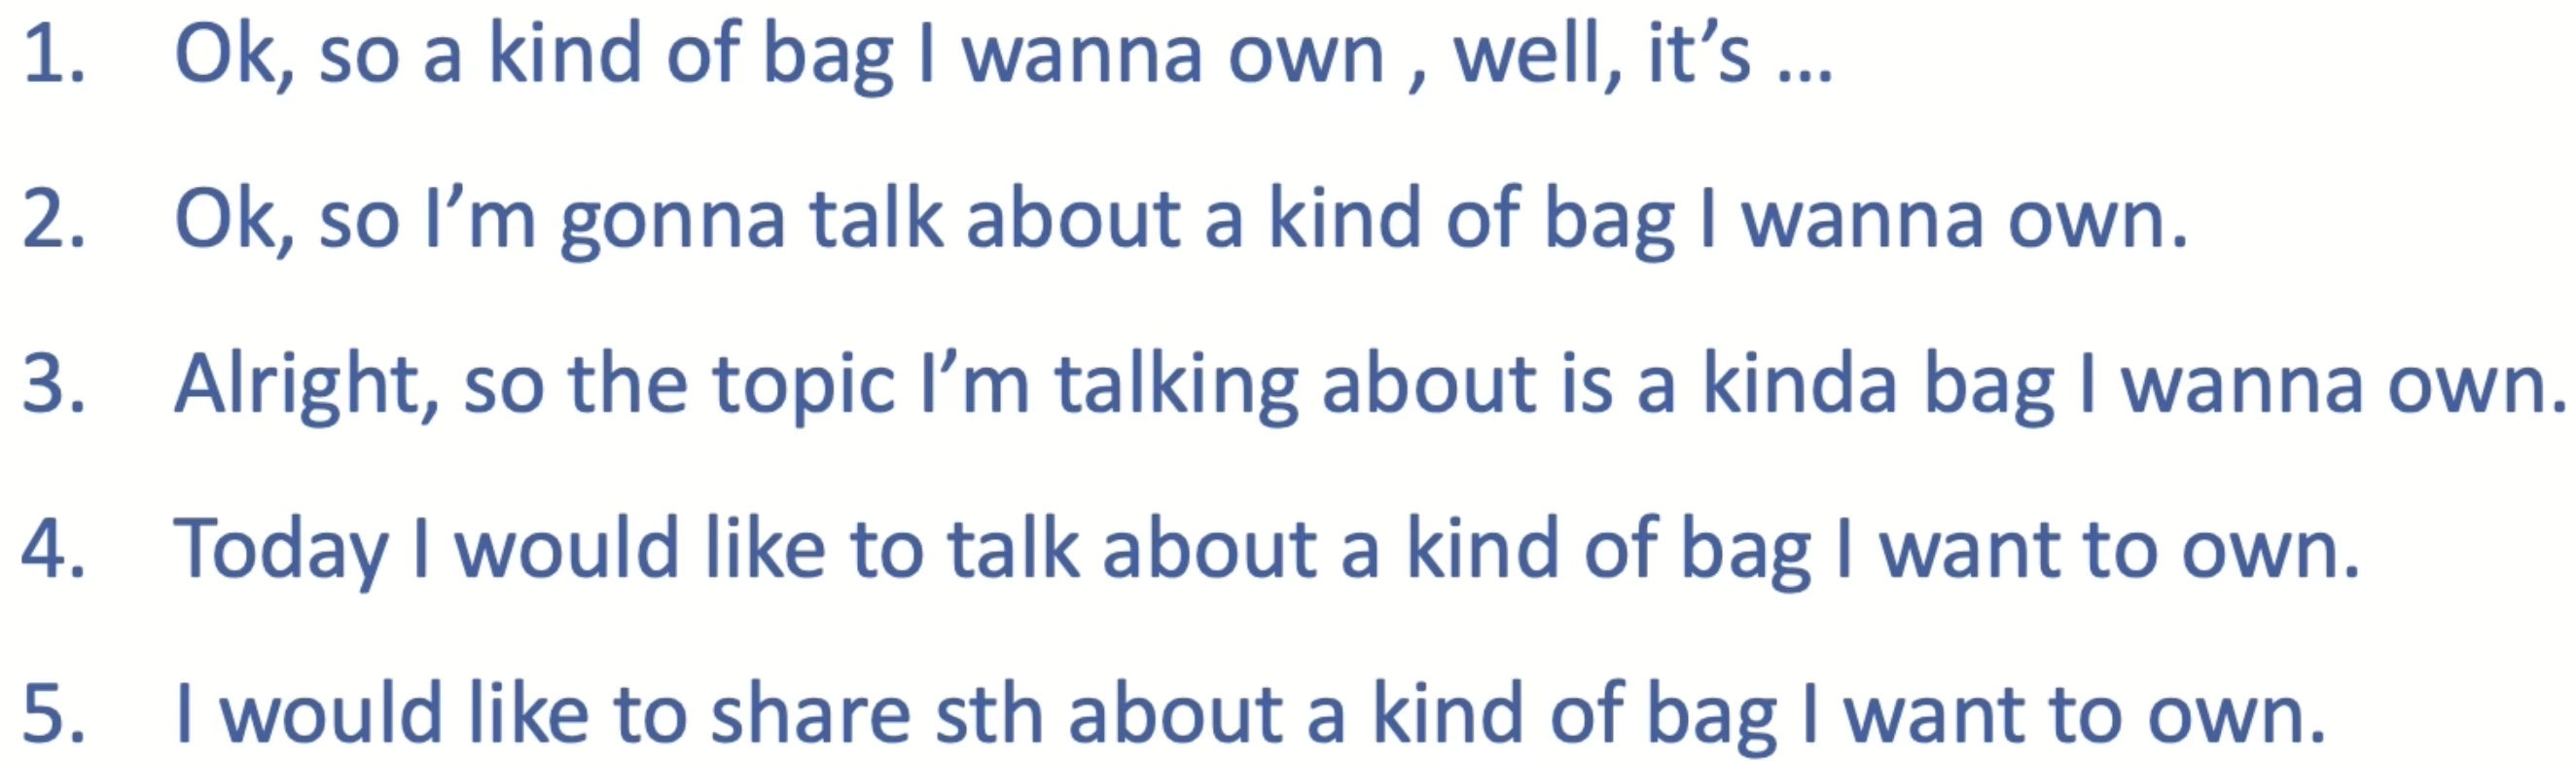 1. Ok, so a kind of bag I wanna own , well, it’s ...
2. Ok, so I’m gonna talk about a kind of bag I wanna own.
3. Alright, so the topic I’m talking about is a kinda bag I wanna own.
4. Today I would like to talk about a kind of bag I want to own.
5. I would like to share sth about a kind of bag I want to own.